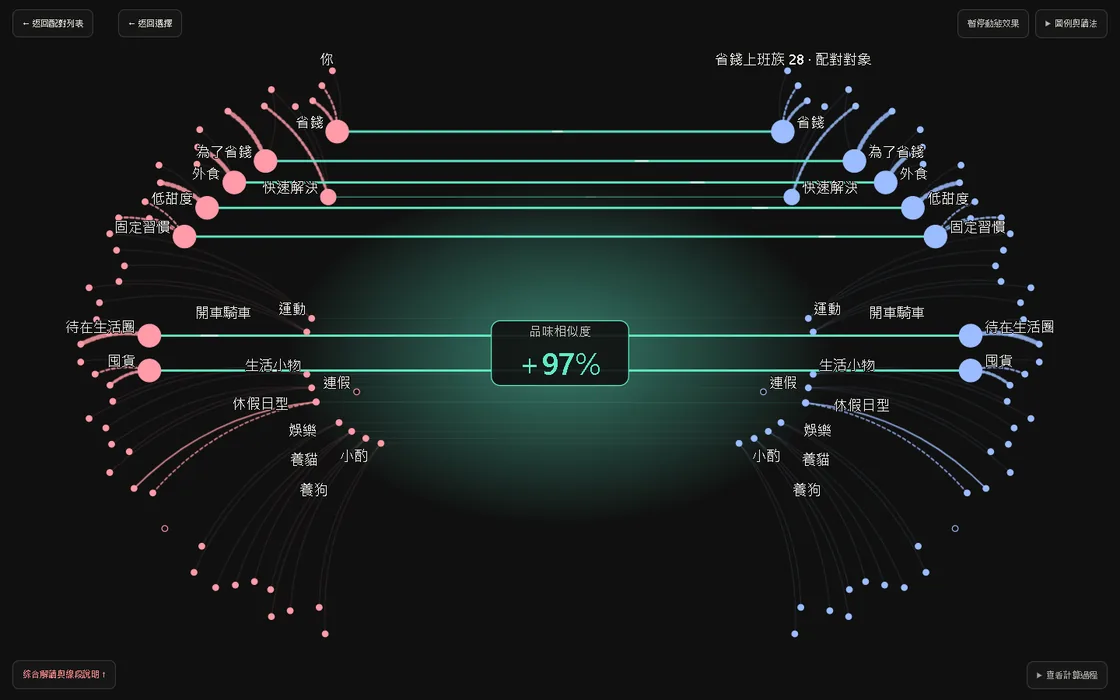 ← 返回配對列表
← 返回選擇
暫停動態效果
▶ 圖例與讀法
你
省錢上班族 28 · 配對對象
省錢
省錢
為了省錢
為了省錢
外食
外食
快速解決
快速解決
低甜度
低甜度
固定習慣
固定習慣
開車騎車
運動
運動
開車騎車
待在生活圈
待在生活圈
品味相似度
+97%
囤貨
囤貨
生活小物
生活小物
連假
連假
休假日型
休假日型
娛樂
娛樂
養貓
小酌
小酌
養貓
養狗
養狗
綜合解讀與線段說明 ↑
▶ 查看計算過程